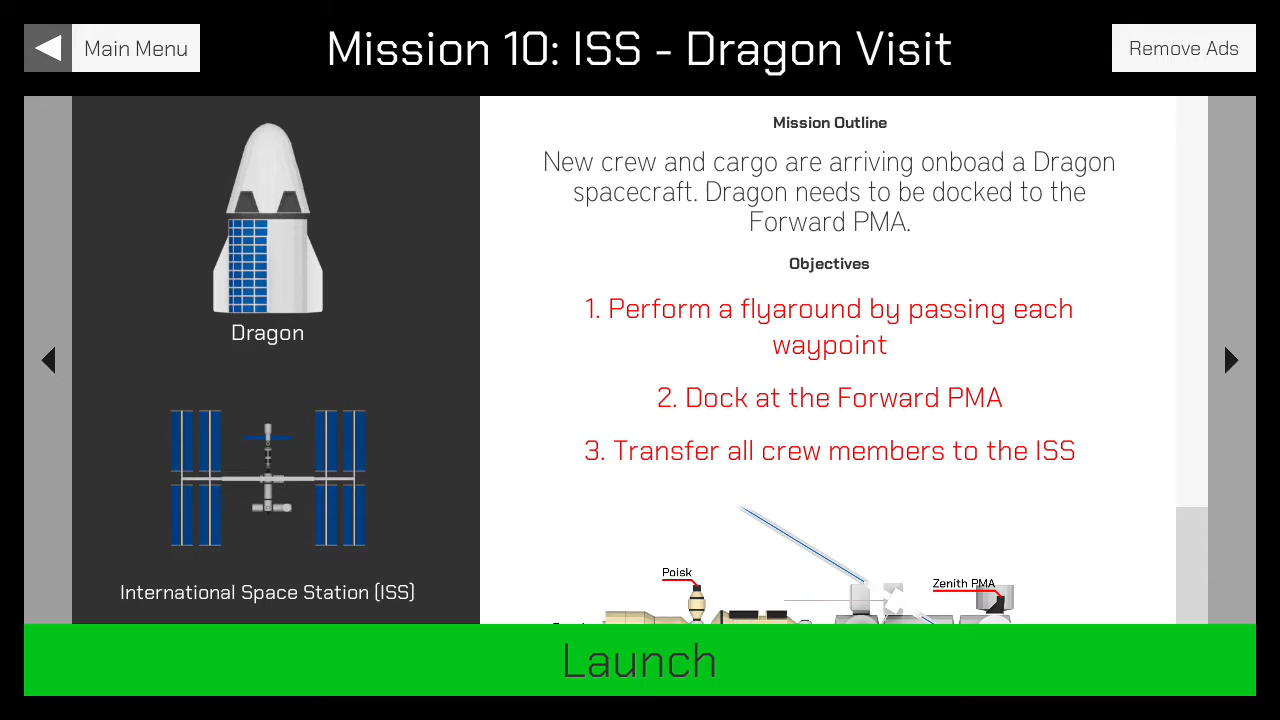 Main Menu
Mission 10: ISS - Dragon Visit
Remove Ads
Dragon
International Space Station (ISS)
Mission Outline
New crew and cargo are arriving onboad a Dragon
spacecraft. Dragon needs to be docked to the
Forward PMA.
Objectives
1. Perform a flyaround by passing each
waypoint
2. Dock at the Forward PMA
3. Transfer all crew members to the ISS
Poisk
Zenith PMA
Launch